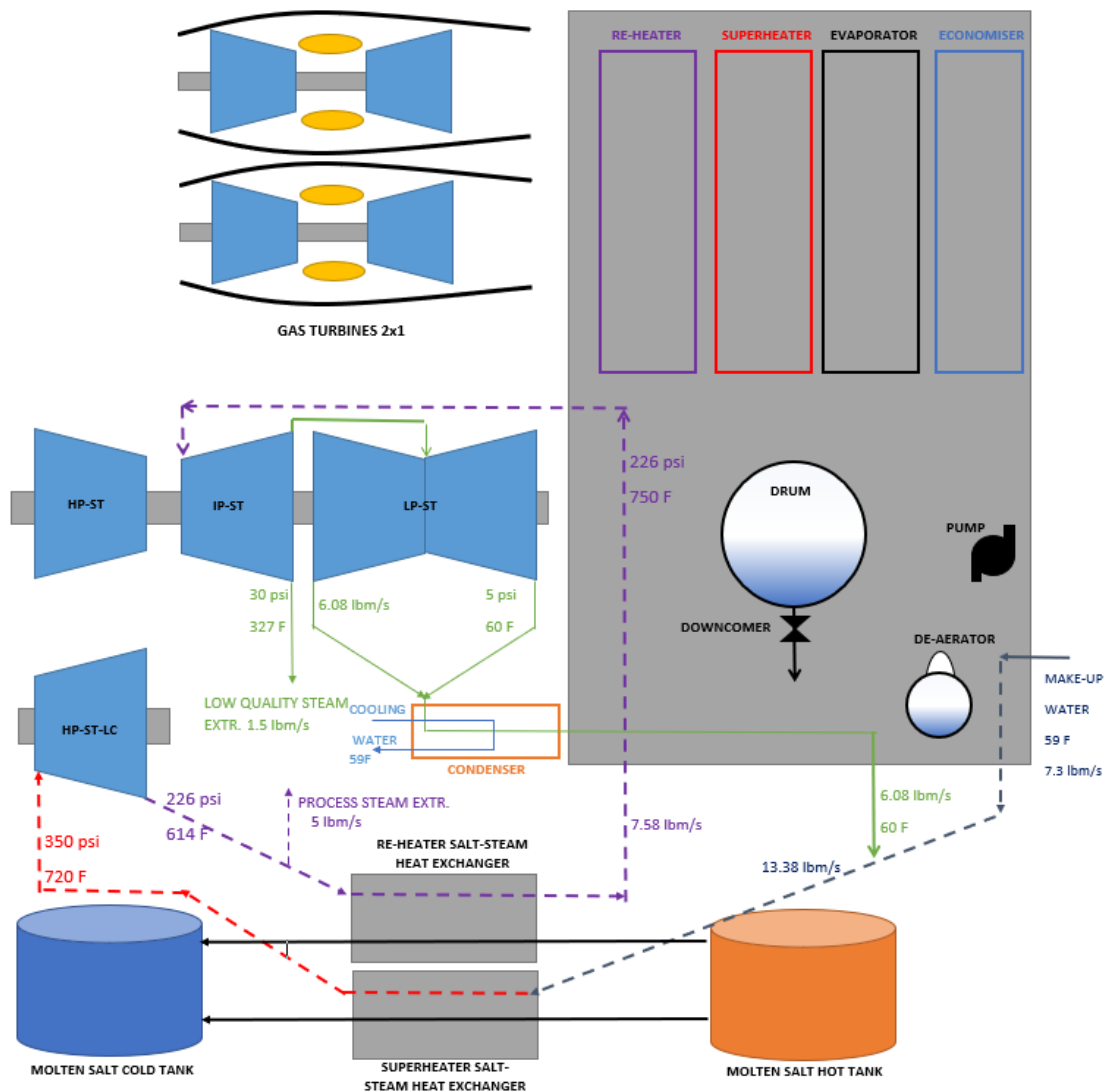 RE-HEATER
SUPERHEATER
EVAPORATOR
ECONOMISER
GAS TURBINES 2x1
HP-ST
IP-ST
LP-ST
226 psi
750 F
DRUM
PUMP
DOWNCOMER
DE-AERATOR
30 psi
327 F
6.08 lbm/s
5 psi
60 F
LOW QUALITY STEAM
EXTR. 1.5 lbm/s
HP-ST-LC
COOLING
WATER
59F
CONDENSER
MAKE-UP
WATER
59 F
7.3 lbm/s
226 psi
614 F
PROCESS STEAM EXTR.
5 lbm/s
350 psi
720 F
RE-HEATER SALT-STEAM
HEAT EXCHANGER
7.58 lbm/s
6.08 lbm/s
60 F
13.38 lbm/s
MOLTEN SALT COLD TANK
SUPERHEATER SALT-
STEAM HEAT EXCHANGER
MOLTEN SALT HOT TANK